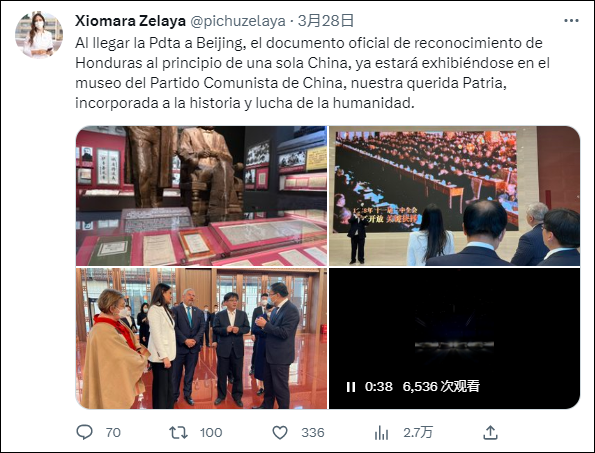 Xiomara Zelaya @pichuzelaya · 3月28日
Al llegar la Pdta a Beijing, el documento oficial de reconocimiento de
Honduras al principio de una sola China, ya estará exhibiéndose en el
museo del Partido Comunista de China, nuestra querida Patria,
incorporada a la historia y lucha de la humanidad.
0:38 6,536 次观看
70 100 336 2.7万